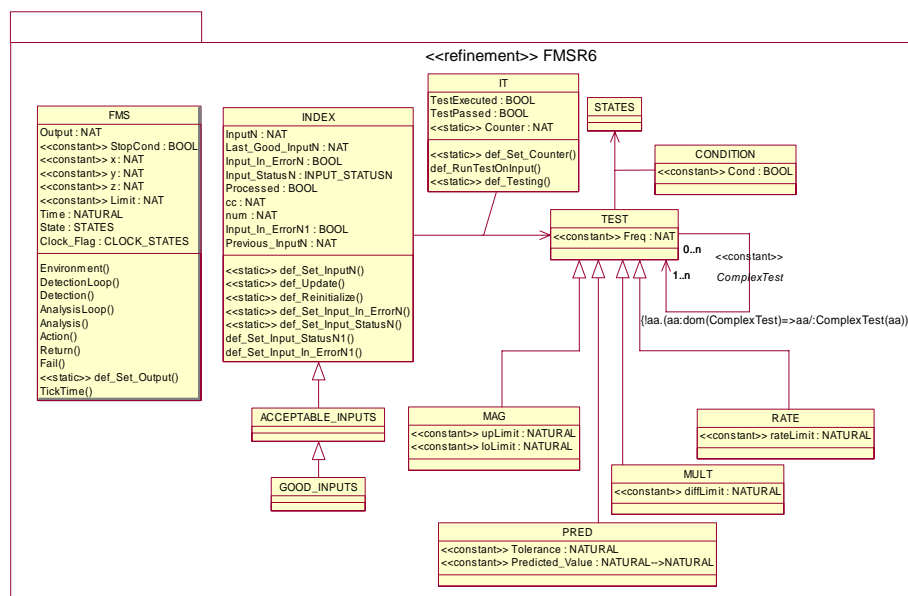 <<refinement>> FMSR6
FMS
Output : NAT
<<constant>> StopCond : BOOL
<<constant>> x : NAT
<<constant>> y : NAT
<<constant>> z : NAT
<<constant>> Limit : NAT
Time : NATURAL
State : STATES
Clock_Flag : CLOCK_STATES
Environment()
DetectionLoop()
Detection()
AnalysisLoop()
Analysis()
Action()
Return()
Fail()
<<static>> def_Set_Output()
TickTime()
INDEX
InputN : NAT
Last_Good_InputN : NAT
Input_In_ErrorN : BOOL
Input_StatusN : INPUT_STATUSN
Processed : BOOL
cc : NAT
num : NAT
Input_In_ErrorN1 : BOOL
Previous_InputN : NAT
<<static>> def_Set_InputN()
<<static>> def_Update()
<<static>> def_Reinitialize()
<<static>> def_Set_Input_In_ErrorN()
<<static>> def_Set_Input_StatusN()
def_Set_Input_StatusN1()
def_Set_Input_In_ErrorN1()
ACCEPTABLE_INPUTS
GOOD_INPUTS
IT
TestExecuted : BOOL
TestPassed : BOOL
<<static>> Counter : NAT
<<static>> def_Set_Counter()
def_RunTestOnInput()
<<static>> def_Testing()
STATES
CONDITION
<<constant>> Cond : BOOL
TEST
<<constant>> Freq : NAT
0..n
<<constant>>
1..n
ComplexTest
{!aa.(aa:dom(ComplexTest)=>aa/:ComplexTest(aa))
MAG
<<constant>> upLimit : NATURAL
<<constant>> loLimit : NATURAL
RATE
<<constant>> rateLimit : NATURAL
MULT
<<constant>> diffLimit : NATURAL
PRED
<<constant>> Tolerance : NATURAL
<<constant>> Predicted_Value : NATURAL-->NATURAL